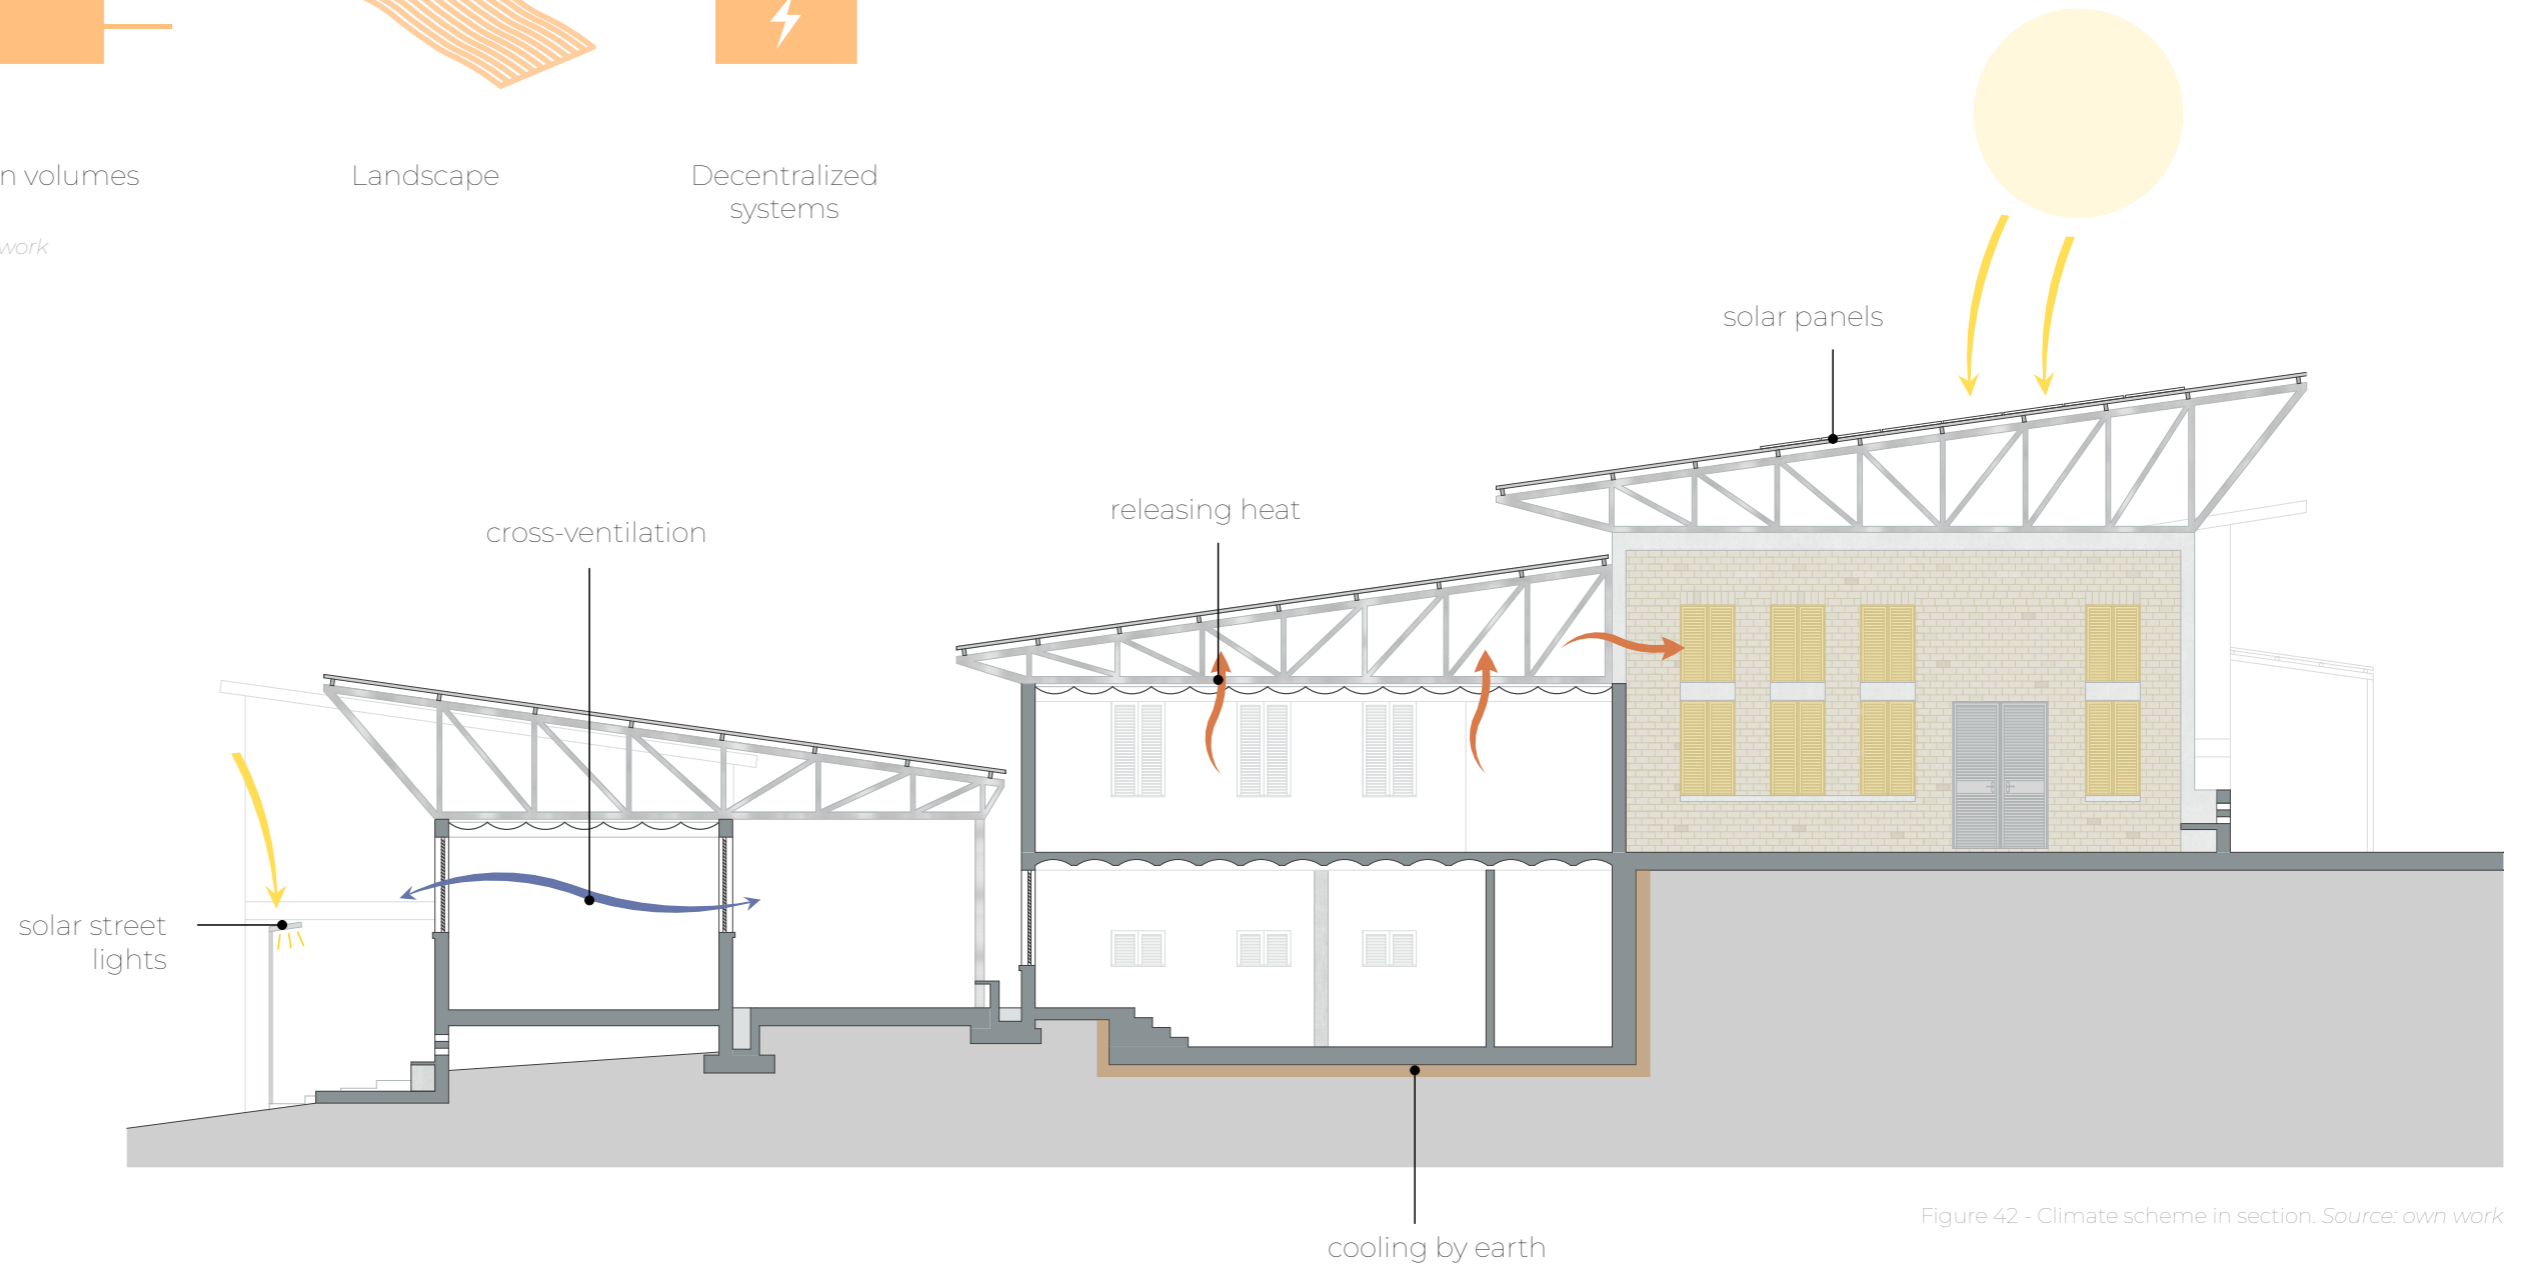 n volumes
Landscape
Decentralized
systems
work
solar panels
releasing heat
cross-ventilation
solar street
lights
Figure 42 - Climate scheme in section. Source: own work
cooling by earth